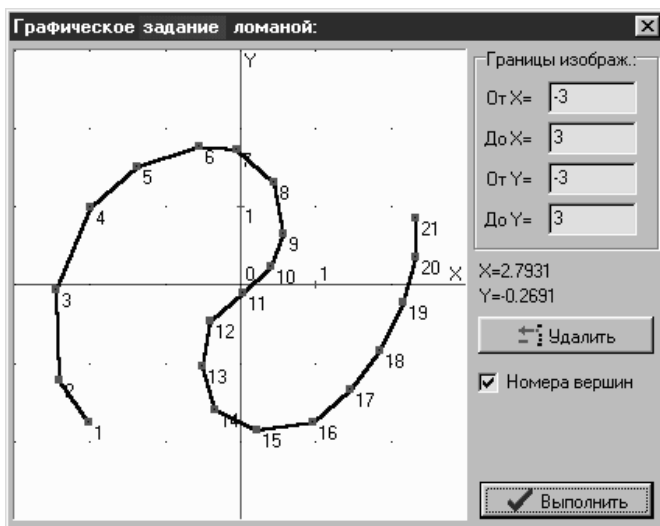 Графическое задание ломаной:
Y
Границы изображ.:
От X= -3
До X= 3
От Y= -3
До Y= 3
6
7
5
8
4
1
9
21
20
X
0
1
10
3
11
19
12
X=2.7931
Y=-0.2691
Удалить
18
13
Номера вершин
2
17
14
15
16
1
Выполнить